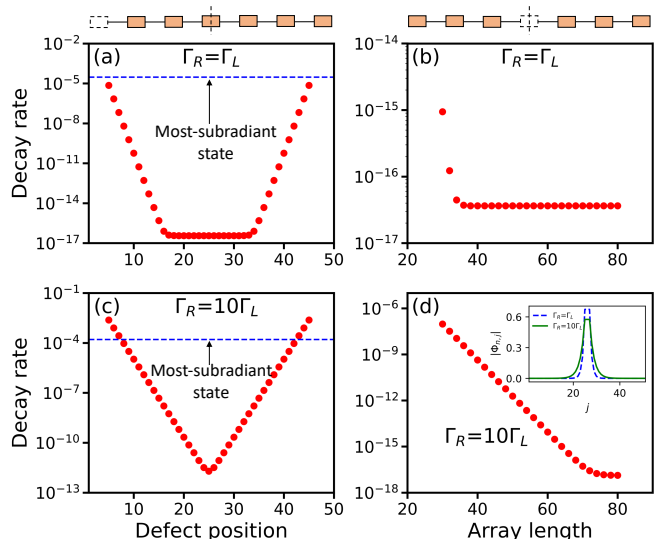 (a) Γ_R=Γ_L
Decay rate
10^−2
10^−5
10^−8
10^−11
10^−14
10^−17
Most-subradiant
state
10 20 30 40 50
(b) Γ_R=Γ_L
10^−14
10^−15
10^−16
10^−17
20 40 60 80 100
(c) Γ_R=10Γ_L
Decay rate
10^−1
10^−4
10^−7
10^−10
10^−13
Most-subradiant
state
10 20 30 40 50
Defect position
(d)
10^−6
10^−9
10^−12
10^−15
10^−18
Γ_R=10Γ_L
20 40 60 80 100
Array length
|Φ_{n,j}|
0.6
0.3
0.0
Γ_R=Γ_L
Γ_R=10Γ_L
20 40
j